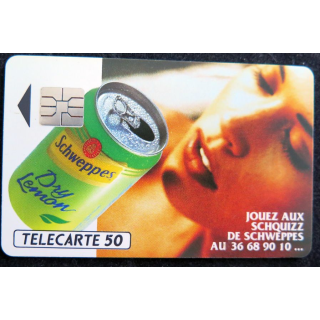 Schweppes
Dry
Lemon
JOUEZ AUX
SCHQUIZZ
DE SCHWEPPES
AU 36 68 90 10 ...
TELECARTE 50